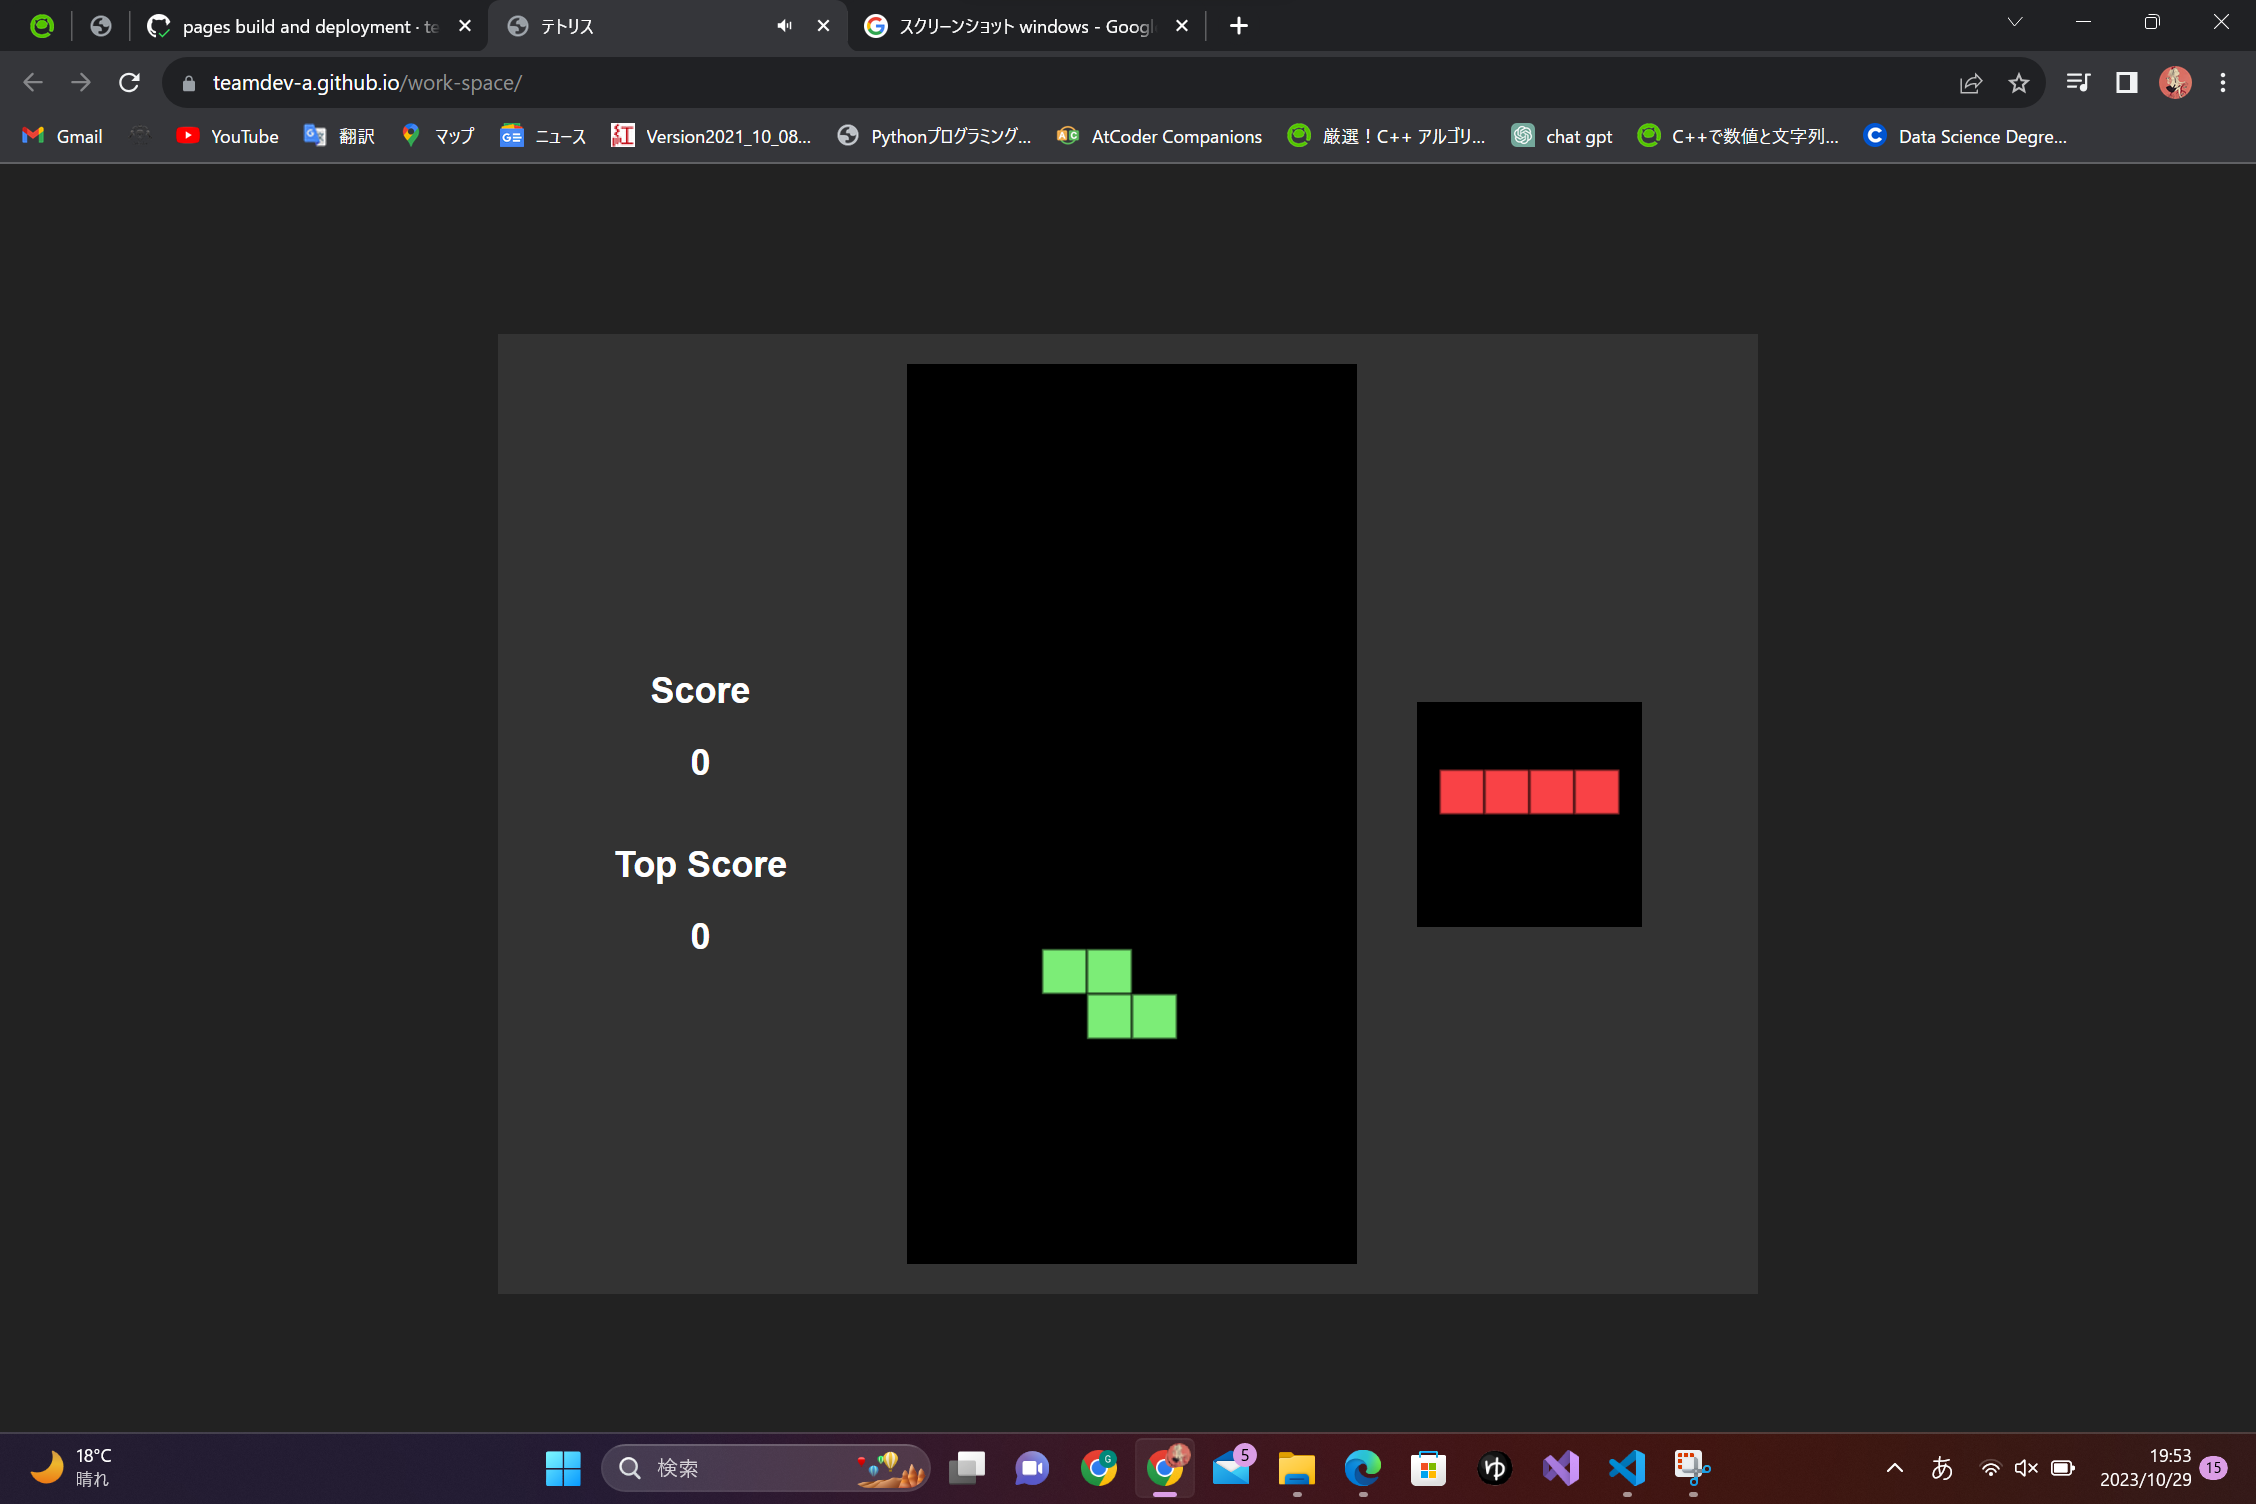 pages build and deployment · te
テトリス
スクリーンショット windows - Googl
teamdev-a.github.io/work-space/
Gmail
YouTube
翻訳
マップ
ニュース
Version2021_10_08...
Pythonプログラミング...
AtCoder Companions
厳選！C++ アルゴリ...
chat gpt
C++で数値と文字列...
Data Science Degre...
Score
0
Top Score
0
18°C
晴れ
検索
5
ゆ
あ
19:53
2023/10/29
15